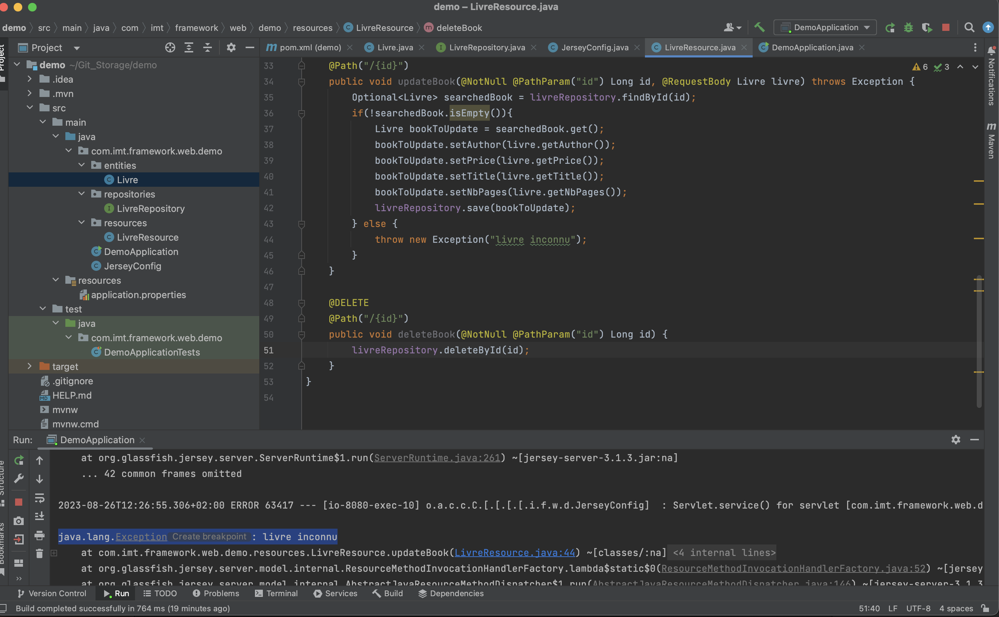 demo – LivreResource.java
demo src main java com imt framework web demo resources LivreResource deleteBook
DemoApplication
Project
pom.xml (demo) Livre.java LivreRepository.java JerseyConfig.java LivreResource.java DemoApplication.java
Project
demo ~/Git_Storage/demo
.idea
.mvn
src
main
java
com.imt.framework.web.demo
entities
Livre
repositories
LivreRepository
resources
LivreResource
DemoApplication
JerseyConfig
resources
application.properties
test
java
com.imt.framework.web.demo
DemoApplicationTests
target
.gitignore
HELP.md
mvnw
mvnw.cmd
6 3
33 @Path("/{id}")
34 public void updateBook(@NotNull @PathParam("id") Long id, @RequestBody Livre livre) throws Exception {
35 Optional<Livre> searchedBook = livreRepository.findById(id);
36 if(!searchedBook.isEmpty()){
37 Livre bookToUpdate = searchedBook.get();
38 bookToUpdate.setAuthor(livre.getAuthor());
39 bookToUpdate.setPrice(livre.getPrice());
40 bookToUpdate.setTitle(livre.getTitle());
41 bookToUpdate.setNbPages(livre.getNbPages());
42 livreRepository.save(bookToUpdate);
43 } else {
44 throw new Exception("livre inconnu");
45 }
46 }
47
48 @DELETE
49 @Path("/{id}")
50 public void deleteBook(@NotNull @PathParam("id") Long id) {
51 livreRepository.deleteById(id);
52 }
53 }
54
Notifications
Maven
Run: DemoApplication
Structure
Bookmarks
at org.glassfish.jersey.server.ServerRuntime$1.run(ServerRuntime.java:261) ~[jersey-server-3.1.3.jar:na]
... 42 common frames omitted
2023-08-26T12:26:55.306+02:00 ERROR 63417 --- [io-8080-exec-10] o.a.c.c.C.[.[.[.[.i.f.w.d.JerseyConfig] : Servlet.service() for servlet [com.imt.framework.web.d
java.lang.Exception Create breakpoint : livre inconnu
at com.imt.framework.web.demo.resources.LivreResource.updateBook(LivreResource.java:44) ~[classes/:na] <4 internal lines>
at org.glassfish.jersey.server.model.internal.ResourceMethodInvocationHandlerFactory.lambda$static$0(ResourceMethodInvocationHandlerFactory.java:52) ~[jersey
at org.glassfish.jersey.server.model.internal.AbstractJavaResourceMethodDispatcher$1.run(AbstractJavaResourceMethodDispatcher.java:146) ~[jersey-server-3.1.3
Version Control Run TODO Problems Terminal Services Build Dependencies
Build completed successfully in 764 ms (19 minutes ago)
51:40 LF UTF-8 4 spaces